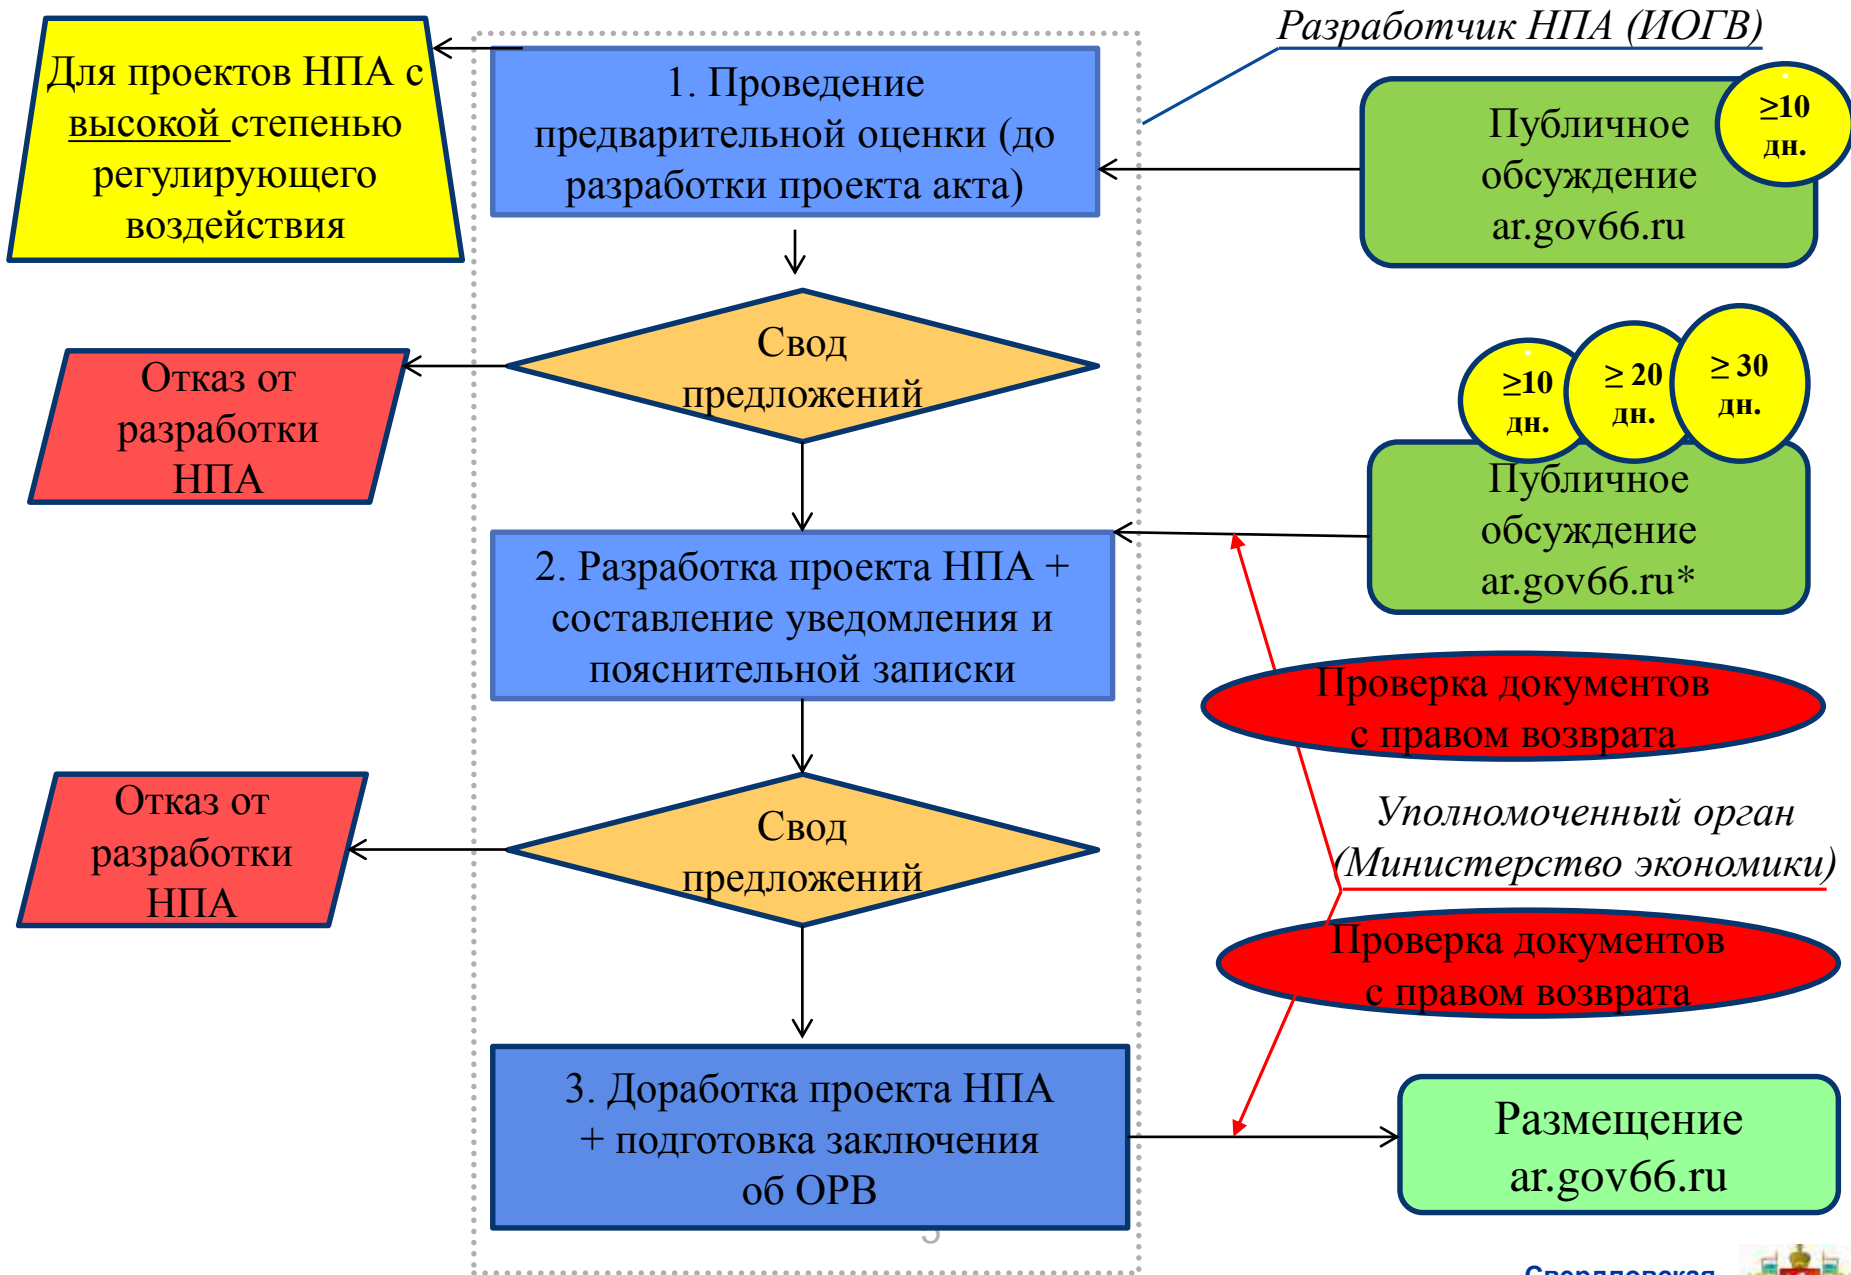 Разработчик НПА (ИОГВ)
Для проектов НПА с
высокой степенью
регулирующего
воздействия
1. Проведение
предварительной оценки (до
разработки проекта акта)
≥10
дн.
Публичное
обсуждение
ar.gov66.ru
Свод
предложений
Отказ от
разработки
НПА
≥10
дн.
≥ 20
дн.
≥ 30
дн.
Публичное
обсуждение
ar.gov66.ru*
2. Разработка проекта НПА +
составление уведомления и
пояснительной записки
Проверка документов
с правом возврата
Свод
предложений
Отказ от
разработки
НПА
Уполномоченный орган
(Министерство экономики)
Проверка документов
с правом возврата
3. Доработка проекта НПА
+ подготовка заключения
об ОРВ
Размещение
ar.gov66.ru
Свердловская